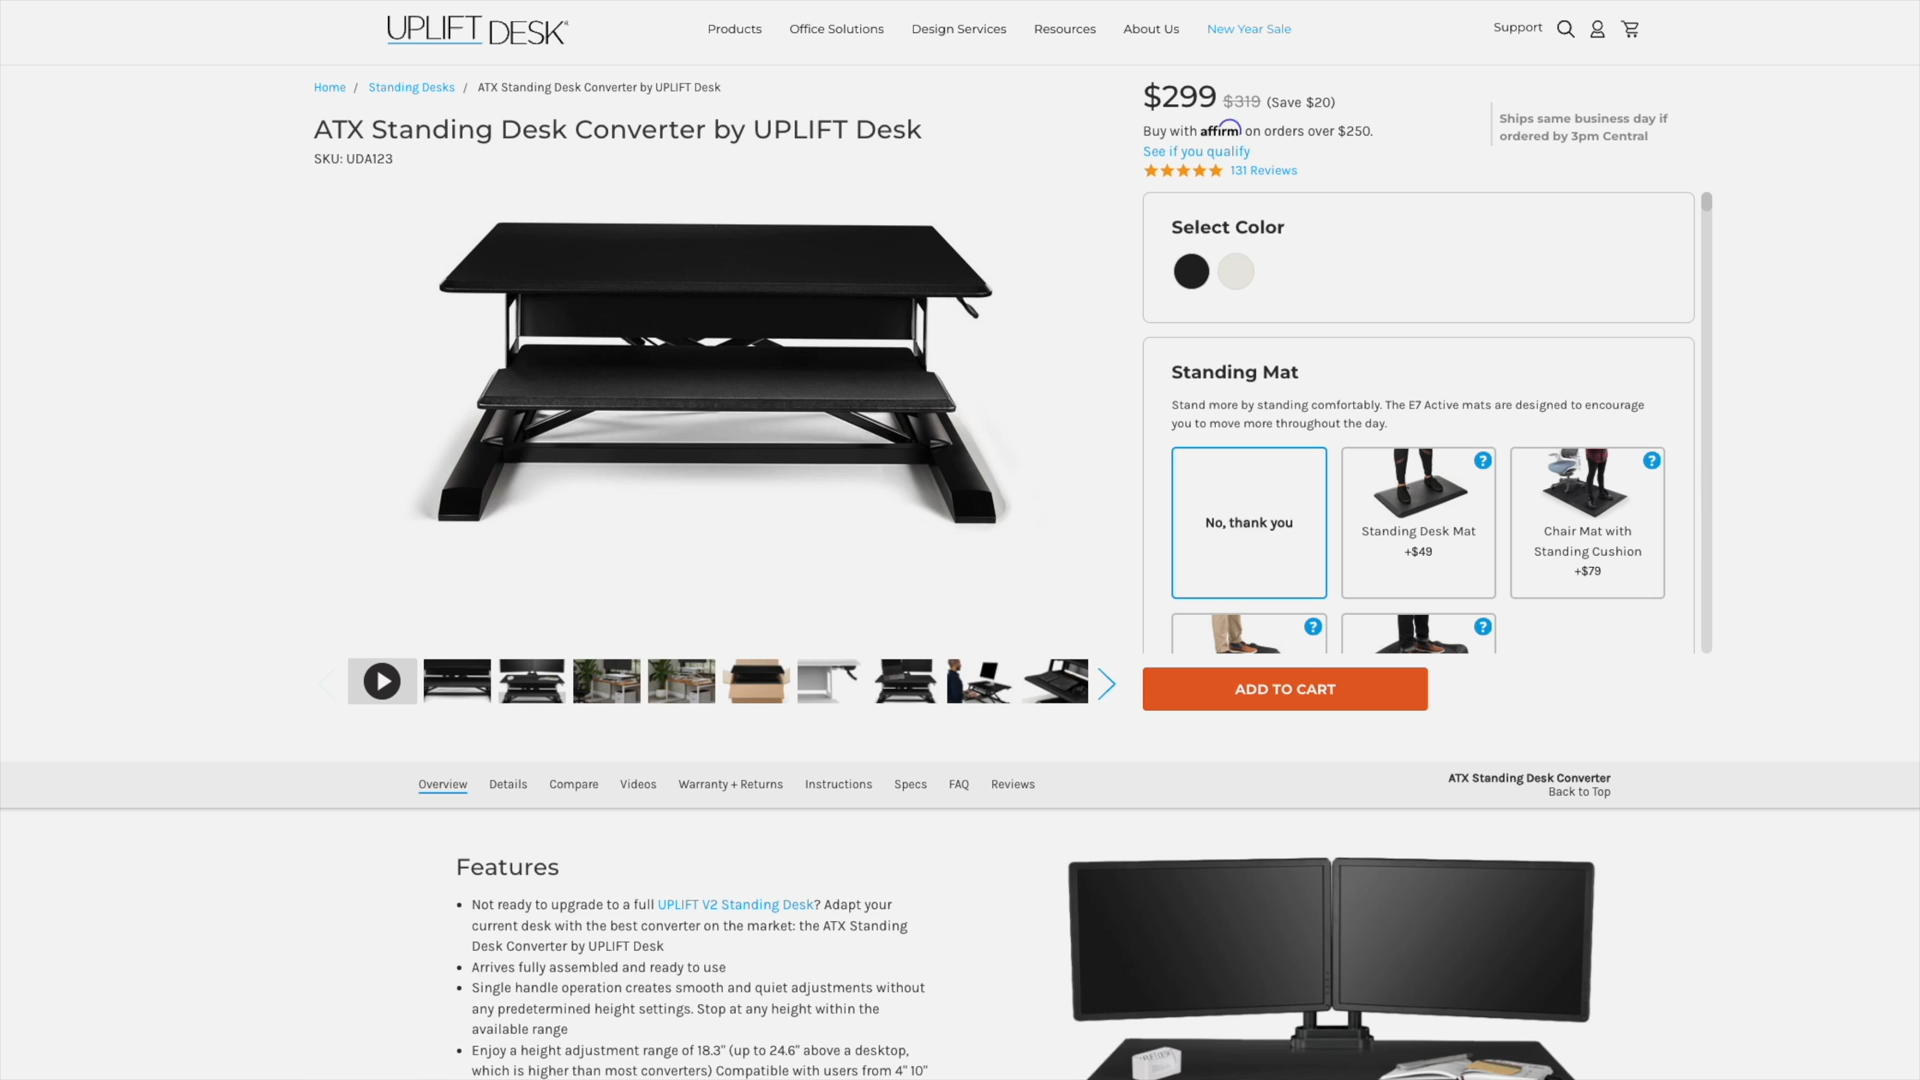 UPLIFT DESK
Products
Office Solutions
Design Services
Resources
About Us
New Year Sale
Support
Home / Standing Desks / ATX Standing Desk Converter by UPLIFT Desk
ATX Standing Desk Converter by UPLIFT Desk
SKU: UDA123
$299 $319 (Save $20)
Buy with affirm on orders over $250.
See if you qualify
131 Reviews
Ships same business day if
ordered by 3pm Central
Select Color
Standing Mat
Stand more by standing comfortably. The E7 Active mats are designed to encourage
you to move more throughout the day.
No, thank you
?
Standing Desk Mat
+$49
?
Chair Mat with
Standing Cushion
+$79
?
?
ADD TO CART
Overview
Details
Compare
Videos
Warranty + Returns
Instructions
Specs
FAQ
Reviews
ATX Standing Desk Converter
Back to Top
Features
• Not ready to upgrade to a full UPLIFT V2 Standing Desk? Adapt your
current desk with the best converter on the market: the ATX Standing
Desk Converter by UPLIFT Desk
• Arrives fully assembled and ready to use
• Single handle operation creates smooth and quiet adjustments without
any predetermined height settings. Stop at any height within the
available range
• Enjoy a height adjustment range of 18.3" (up to 24.6" above a desktop,
which is higher than most converters) Compatible with users from 4" 10"